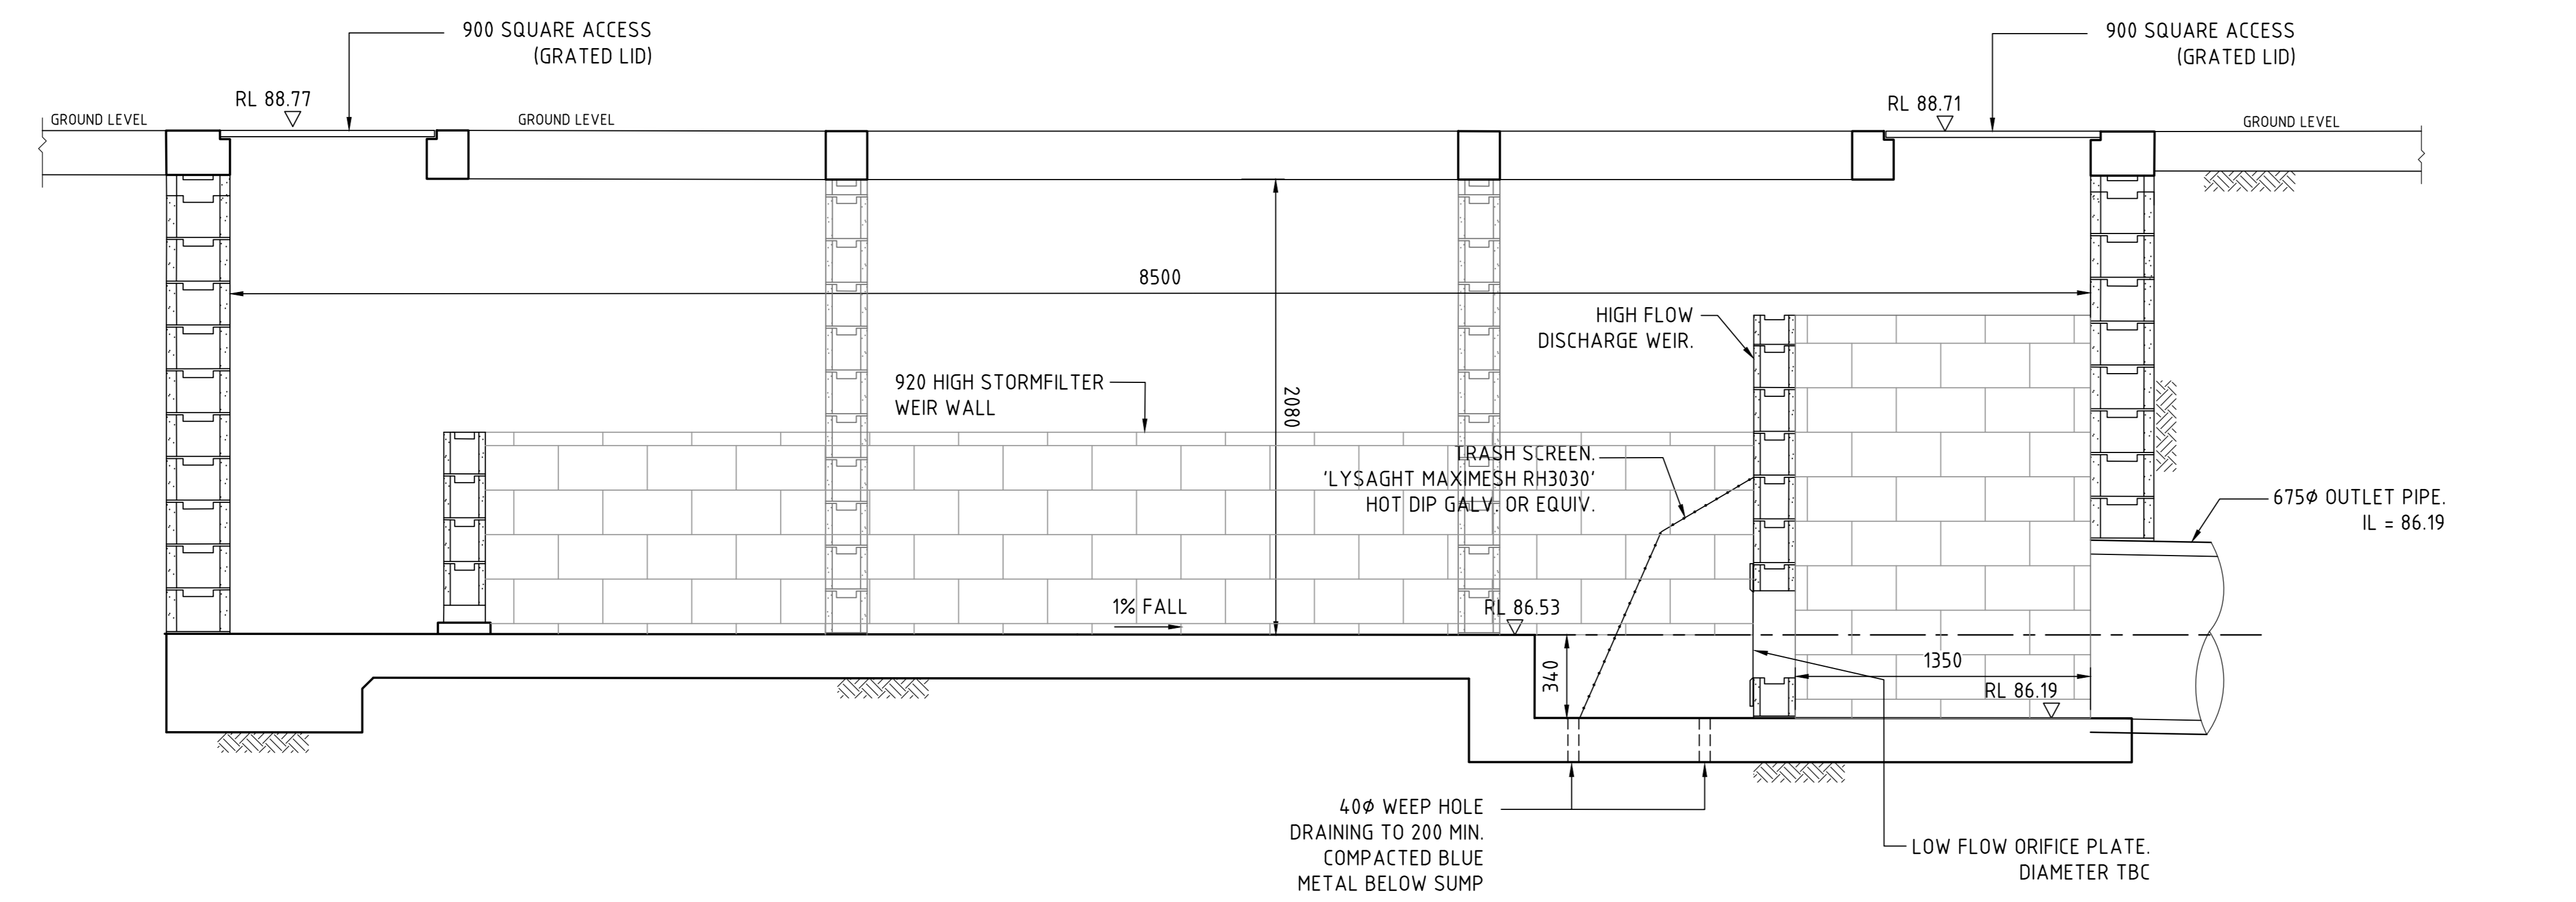 900 SQUARE ACCESS
(GRATED LID)
900 SQUARE ACCESS
(GRATED LID)
RL 88.77
RL 88.71
GROUND LEVEL
GROUND LEVEL
GROUND LEVEL
8500
2080
HIGH FLOW
DISCHARGE WEIR.
920 HIGH STORMFILTER
WEIR WALL
TRASH SCREEN.
'LYSAGHT MAXIMESH RH3030'
HOT DIP GALV. OR EQUIV.
675Ø OUTLET PIPE.
IL = 86.19
1% FALL
RL 86.53
340
1350
RL 86.19
40Ø WEEP HOLE
DRAINING TO 200 MIN.
COMPACTED BLUE
METAL BELOW SUMP
LOW FLOW ORIFICE PLATE.
DIAMETER TBC